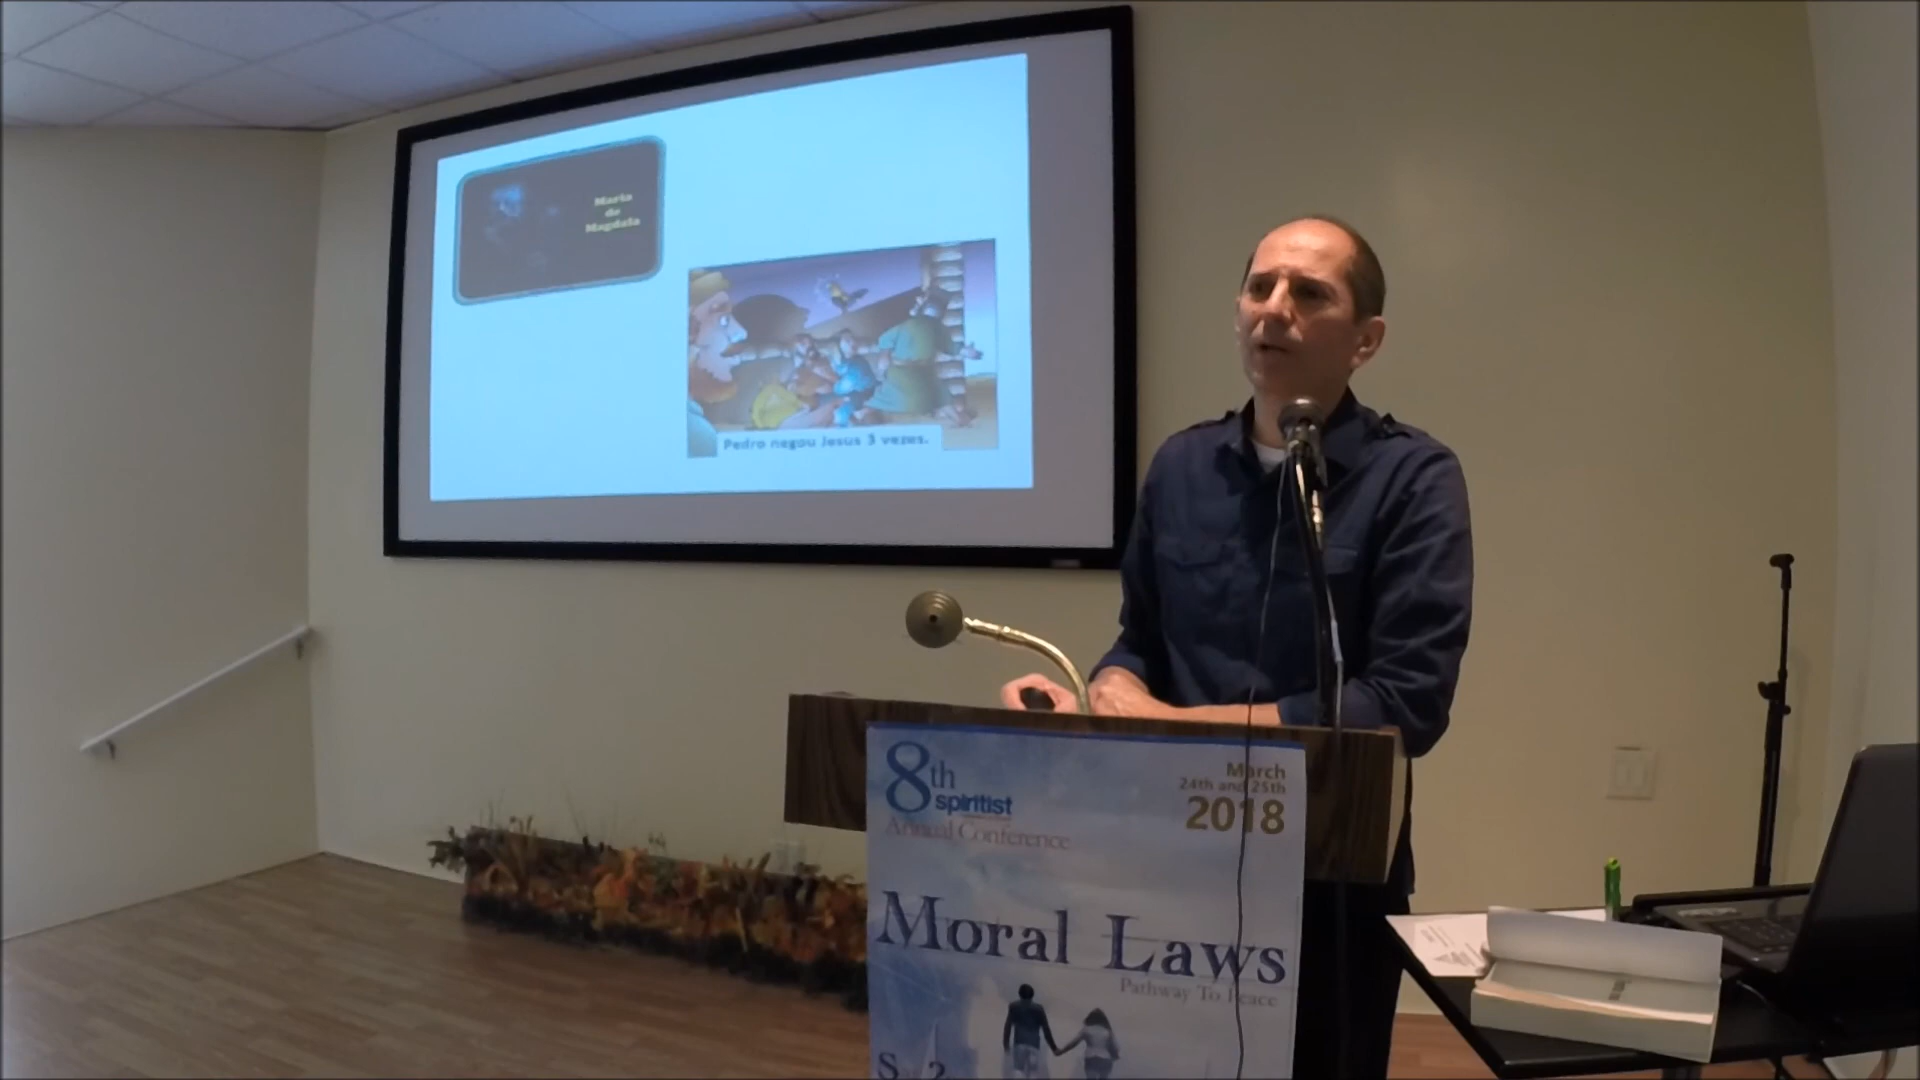 Maria
de
Magdala
Pedro negou Jesus 3 vezes.
8th
spiritist
Annual Conference
March
24th and 25th
2018
Moral Laws
Pathway To Peace